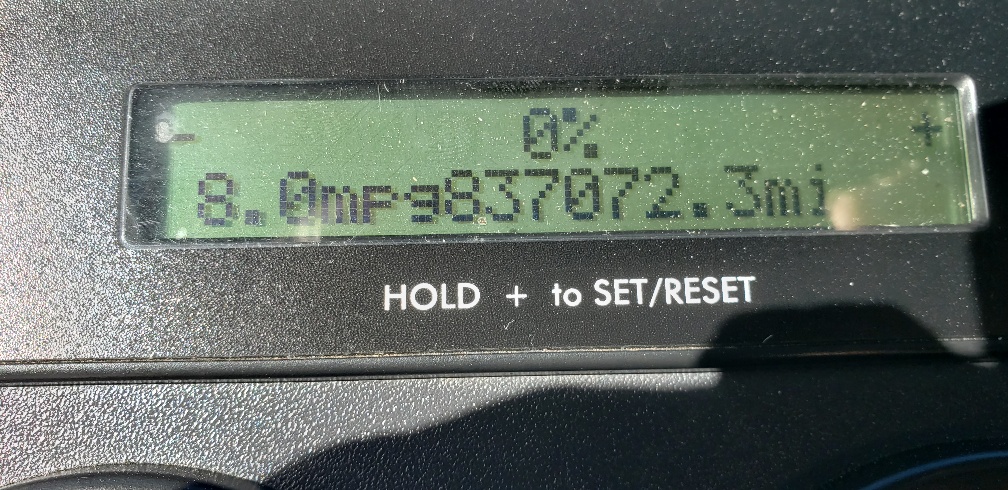 - 0% +
8.0mpg837072.3mi
HOLD + to SET/RESET